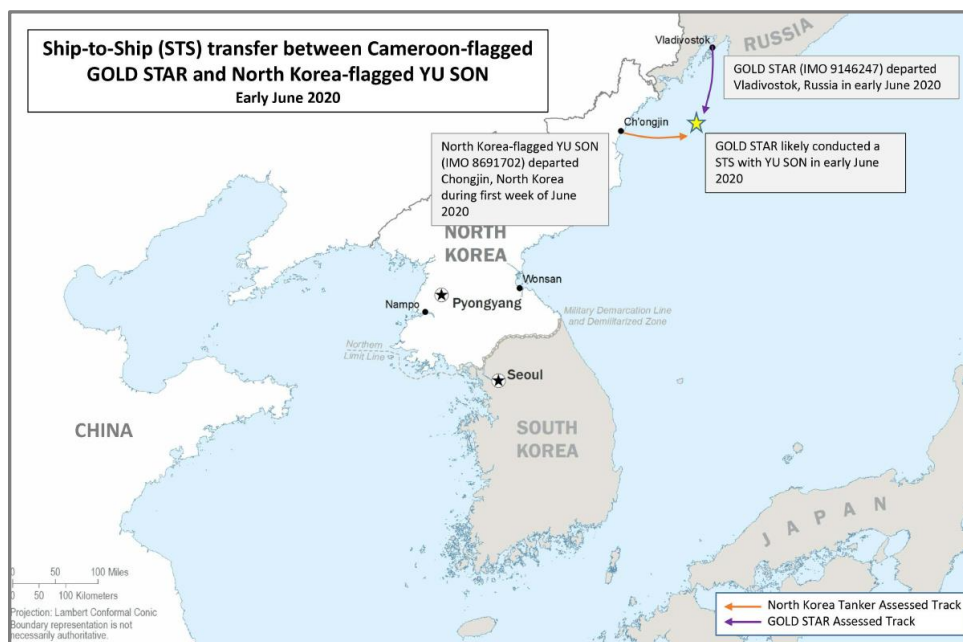 Ship-to-Ship (STS) transfer between Cameroon-flagged
GOLD STAR and North Korea-flagged YU SON
Early June 2020
Vladivostok
RUSSIA
GOLD STAR (IMO 9146247) departed
Vladivostok, Russia in early June 2020
Ch'ongjin
North Korea-flagged YU SON
(IMO 8691702) departed
Chongjin, North Korea
during first week of June
2020
GOLD STAR likely conducted a
STS with YU SON in early June
2020
NORTH
KOREA
Wonsan
Nampo
Pyongyang
Military Demarcation Line
and Demilitarized Zone
Northern
Limit Line
Seoul
CHINA
SOUTH
KOREA
JAPAN
0 50 100 Miles
0 50 100 Kilometers
Projection: Lambert Conformal Conic
Boundary representation is not
necessarily authoritative.
North Korea Tanker Assessed Track
GOLD STAR Assessed Track